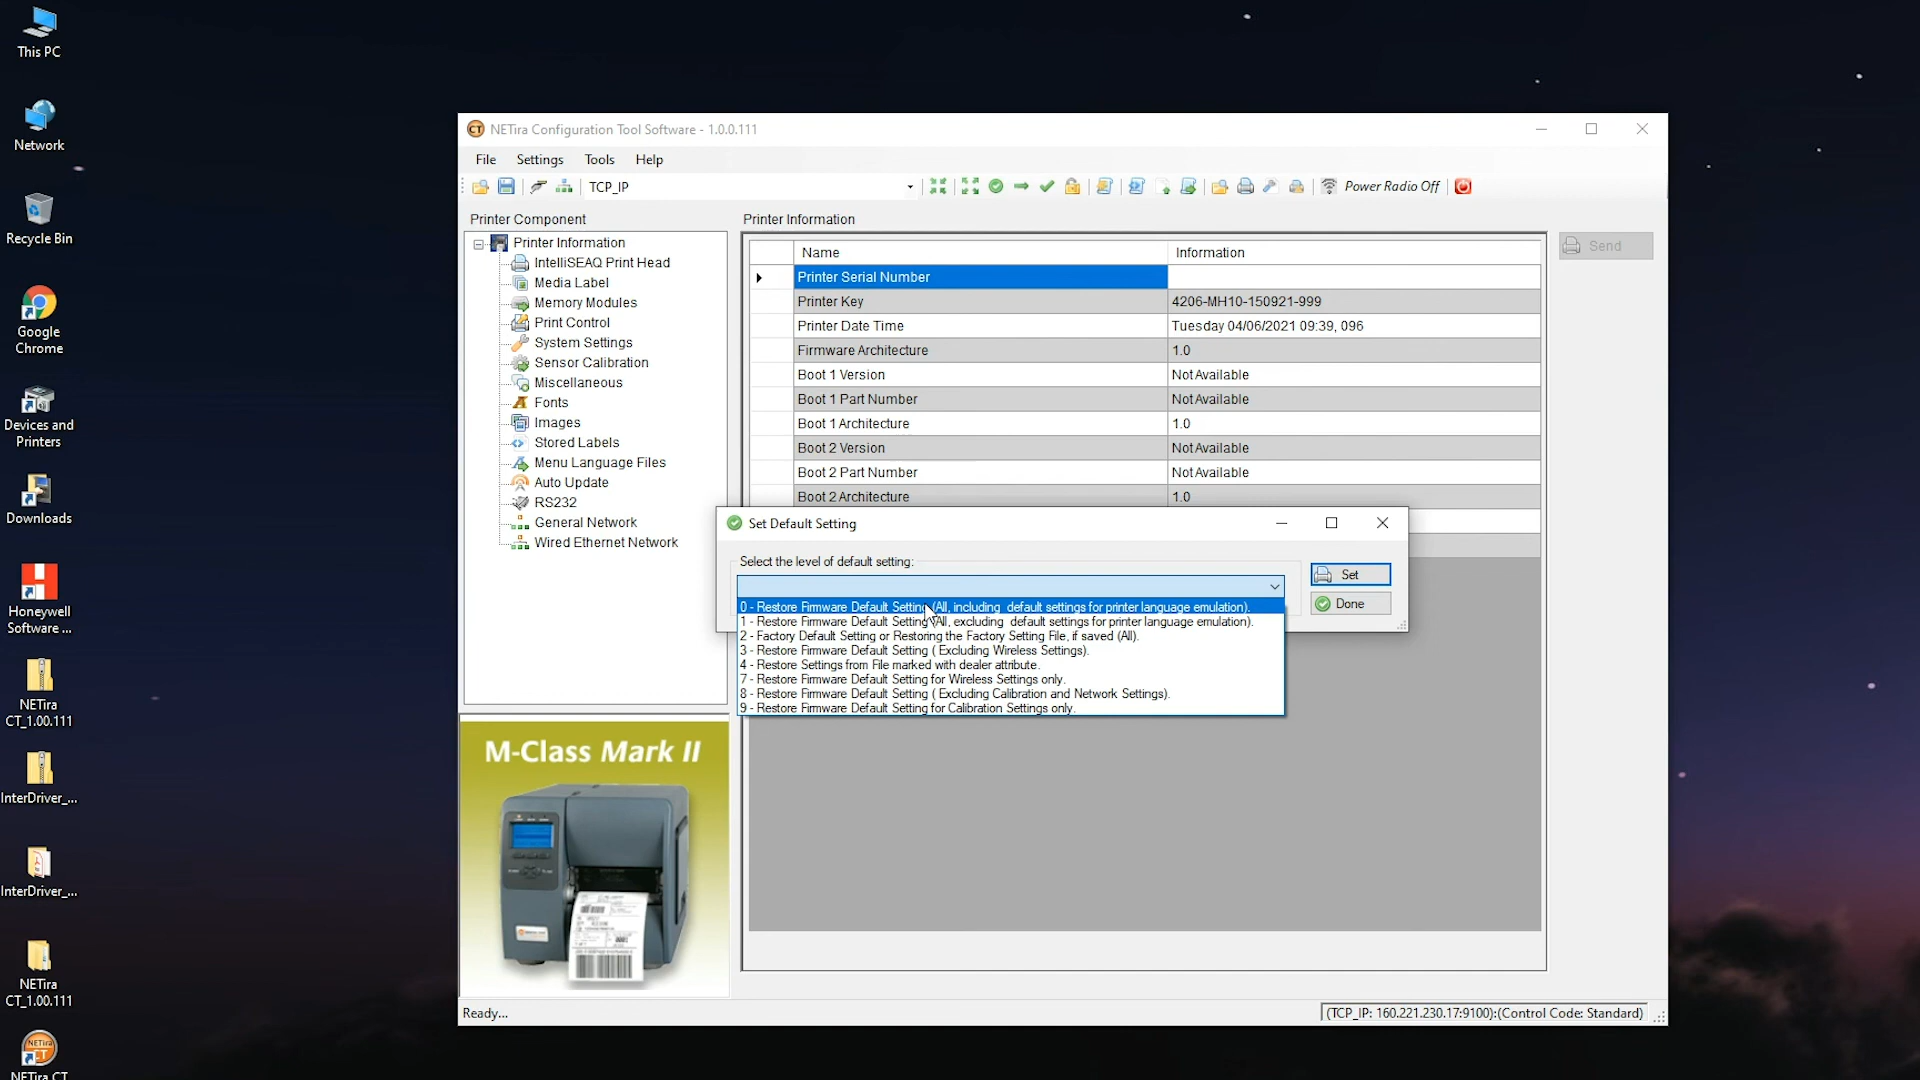 This PC
Network
Recycle Bin
Google
Chrome
Devices and
Printers
Downloads
Honeywell
Software ...
NETira
CT_1.00.111
InterDriver_...
InterDriver_...
NETira
CT_1.00.111
NETira CT
NETira Configuration Tool Software - 1.0.0.111
File Settings Tools Help
TCP_IP
Power Radio Off
Printer Component
Printer Information
IntelliSEAQ Print Head
Media Label
Memory Modules
Print Control
System Settings
Sensor Calibration
Miscellaneous
Fonts
Images
Stored Labels
Menu Language Files
Auto Update
RS232
General Network
Wired Ethernet Network
Printer Information
Name Information
Printer Serial Number
Printer Key 4206-MH10-150921-999
Printer Date Time Tuesday 04/06/2021 09:39, 096
Firmware Architecture 1.0
Boot 1 Version Not Available
Boot 1 Part Number Not Available
Boot 1 Architecture 1.0
Boot 2 Version Not Available
Boot 2 Part Number Not Available
Boot 2 Architecture 1.0
Send
Set Default Setting
Select the level of default setting:
Set
Done
0 - Restore Firmware Default Setting (All, including default settings for printer language emulation).
1 - Restore Firmware Default Setting (All, excluding default settings for printer language emulation).
2 - Factory Default Setting or Restoring the Factory Setting File, if saved (All).
3 - Restore Firmware Default Setting ( Excluding Wireless Settings).
4 - Restore Settings from File marked with dealer attribute.
7 - Restore Firmware Default Setting for Wireless Settings only.
8 - Restore Firmware Default Setting ( Excluding Calibration and Network Settings).
9 - Restore Firmware Default Setting for Calibration Settings only.
M-Class Mark II
Ready...
(TCP_IP: 160.221.230.17:9100):(Control Code: Standard)